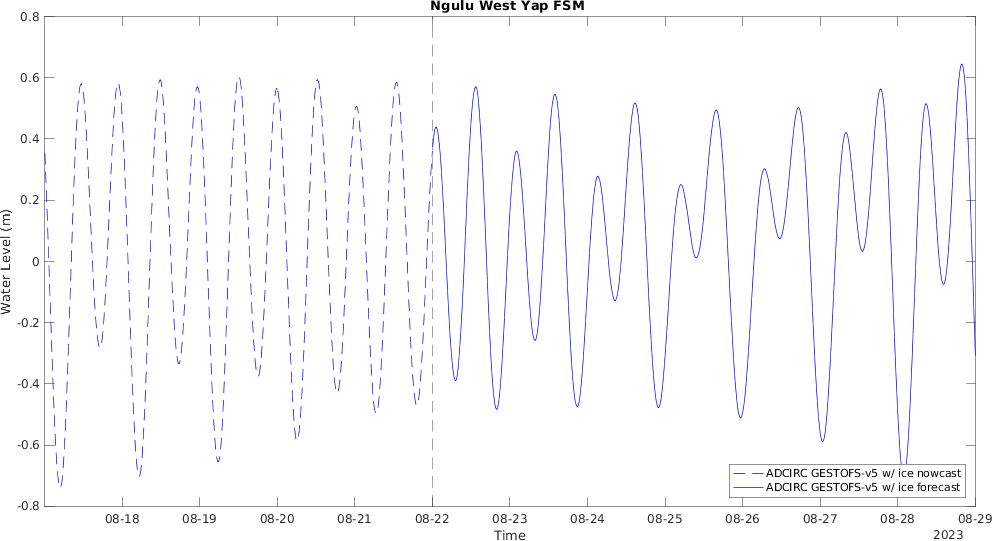 Ngulu West Yap FSM
0.8
0.6
0.4
0.2
0
-0.2
-0.4
-0.6
-0.8
Water Level (m)
ADCIRC GESTOFS-v5 w/ ice nowcast
ADCIRC GESTOFS-v5 w/ ice forecast
08-18 08-19 08-20 08-21 08-22 08-23 08-24 08-25 08-26 08-27 08-28 08-29
Time
2023